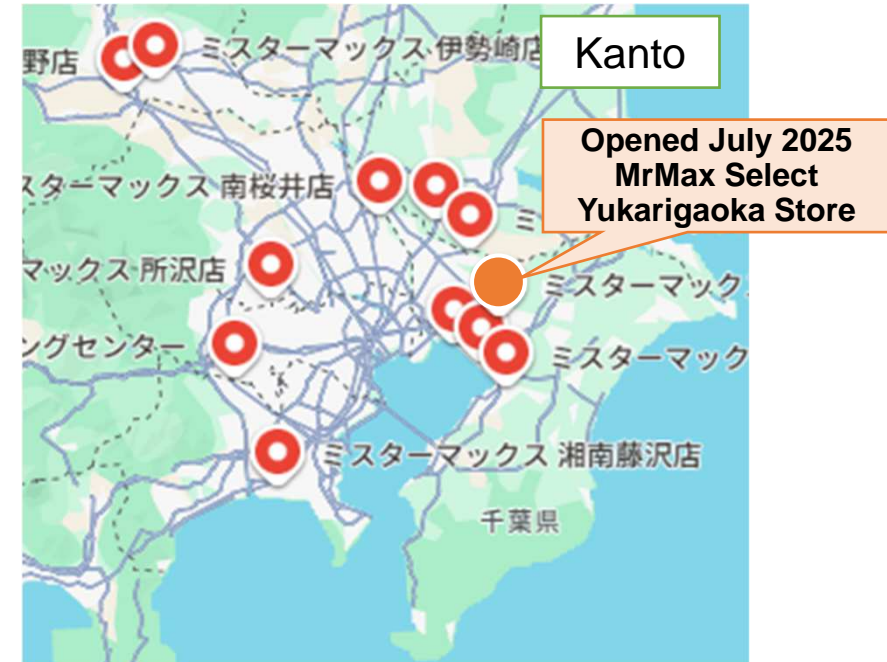 野店
ミスターマックス 伊勢崎店
Kanto
Opened July 2025
MrMax Select
Yukarigaoka Store
スターマックス 南桜井店
ミ
マックス 所沢店
ミスターマック
ングセンター
ミスターマック
ミスターマックス 湘南藤沢店
千葉県